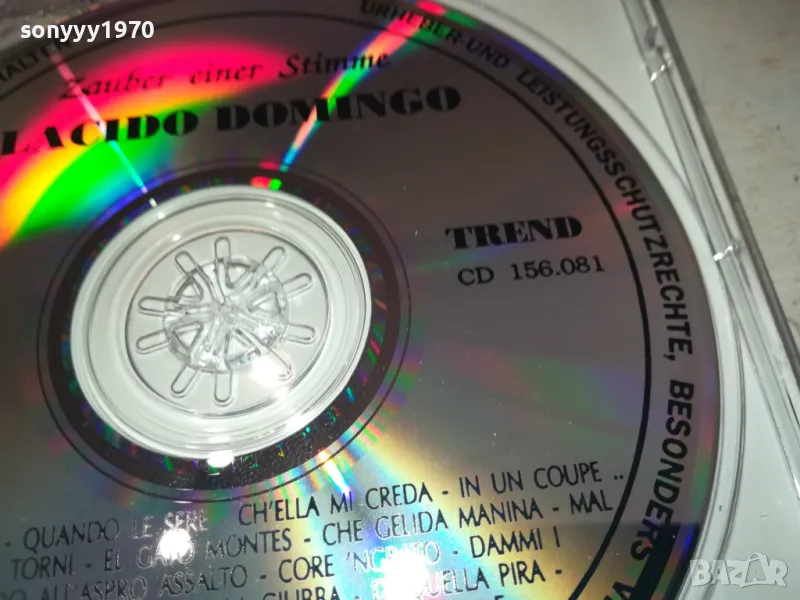 sonyyy1970
URHEBER-UND LEISTUNGSSCHUTZRECHTE, BESONDERS
Zauber einer Stimme
LACIDO DOMINGO
TREND
CD 156.081
- QUANDO LE SERE - CH'ELLA MI CREDA - IN UN COUPE ..
TORNI - EL GATO MONTES - CHE GELIDA MANINA - MAL
DO ALL'ASPRO ASSALTO - CORE 'NGRATO - DAMMI I
QUELLA PIRA -
BAZAR